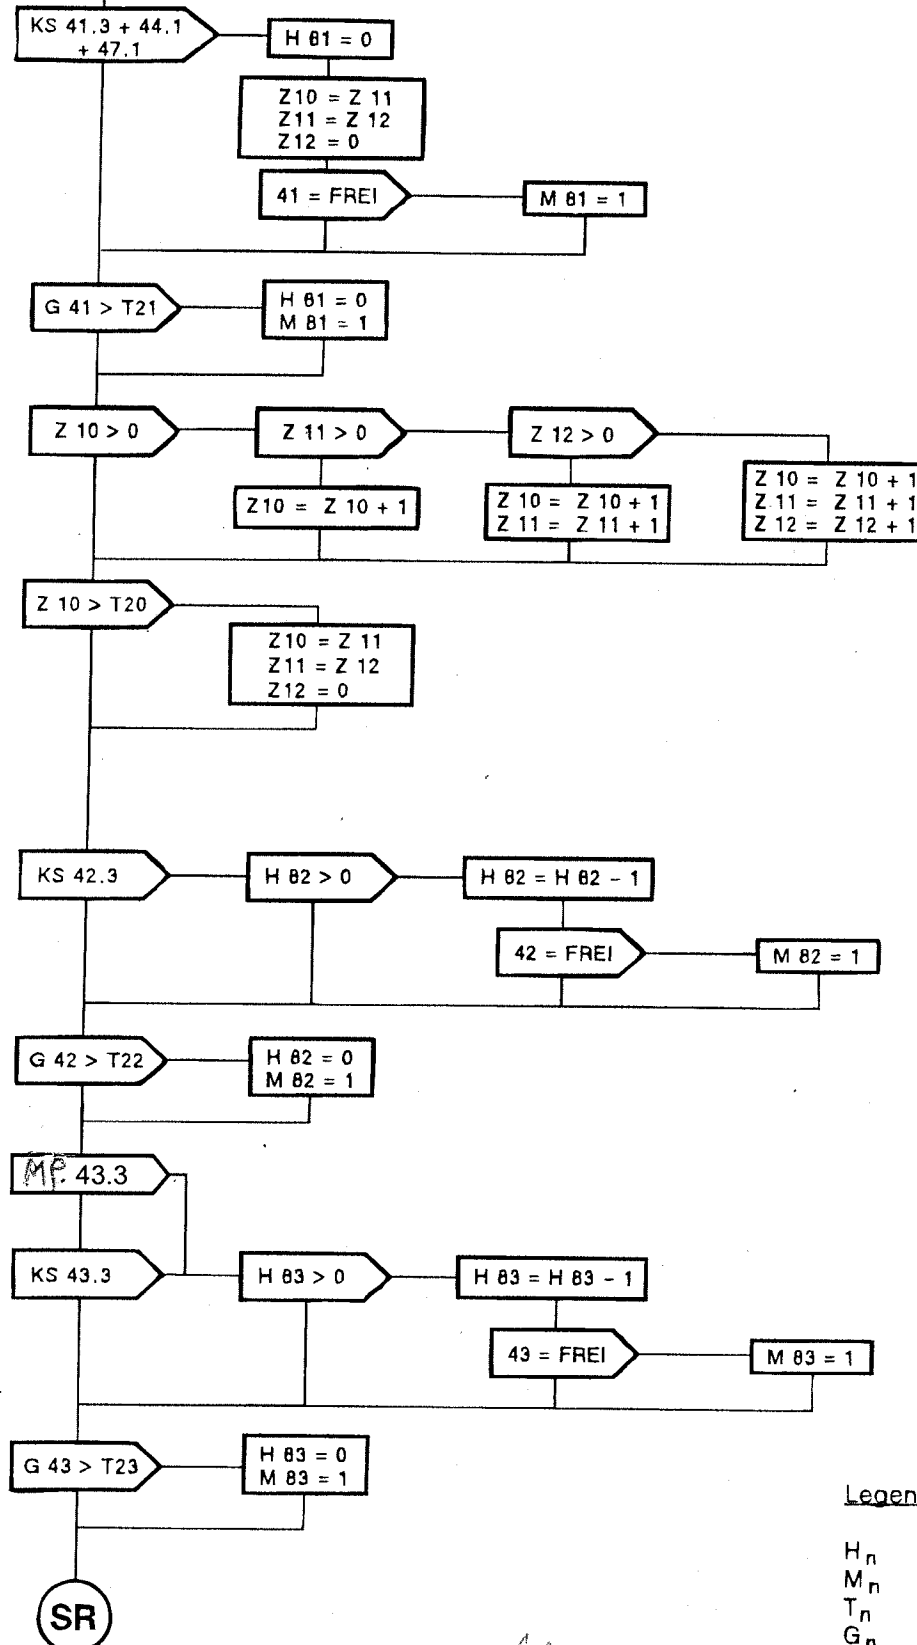 KS 41.3 + 44.1
+ 47.1
H 81 = 0
Z10 = Z 11
Z11 = Z 12
Z12 = 0
41 = FREI
M 81 = 1
G 41 > T21
H 81 = 0
M 81 = 1
Z 10 > 0
Z 11 > 0
Z 12 > 0
Z10 = Z 10 + 1
Z 10 = Z 10 + 1
Z 11 = Z 11 + 1
Z 10 = Z 10 + 1
Z 11 = Z 11 + 1
Z 12 = Z 12 + 1
Z 10 > T20
Z10 = Z 11
Z11 = Z 12
Z12 = 0
KS 42.3
H 82 > 0
H 82 = H 82 - 1
42 = FREI
M 82 = 1
G 42 > T22
H 82 = 0
M 82 = 1
MP. 43.3
KS 43.3
H 83 > 0
H 83 = H 83 - 1
43 = FREI
M 83 = 1
G 43 > T23
H 83 = 0
M 83 = 1
SR
Legen
H n
M n
T n
G n